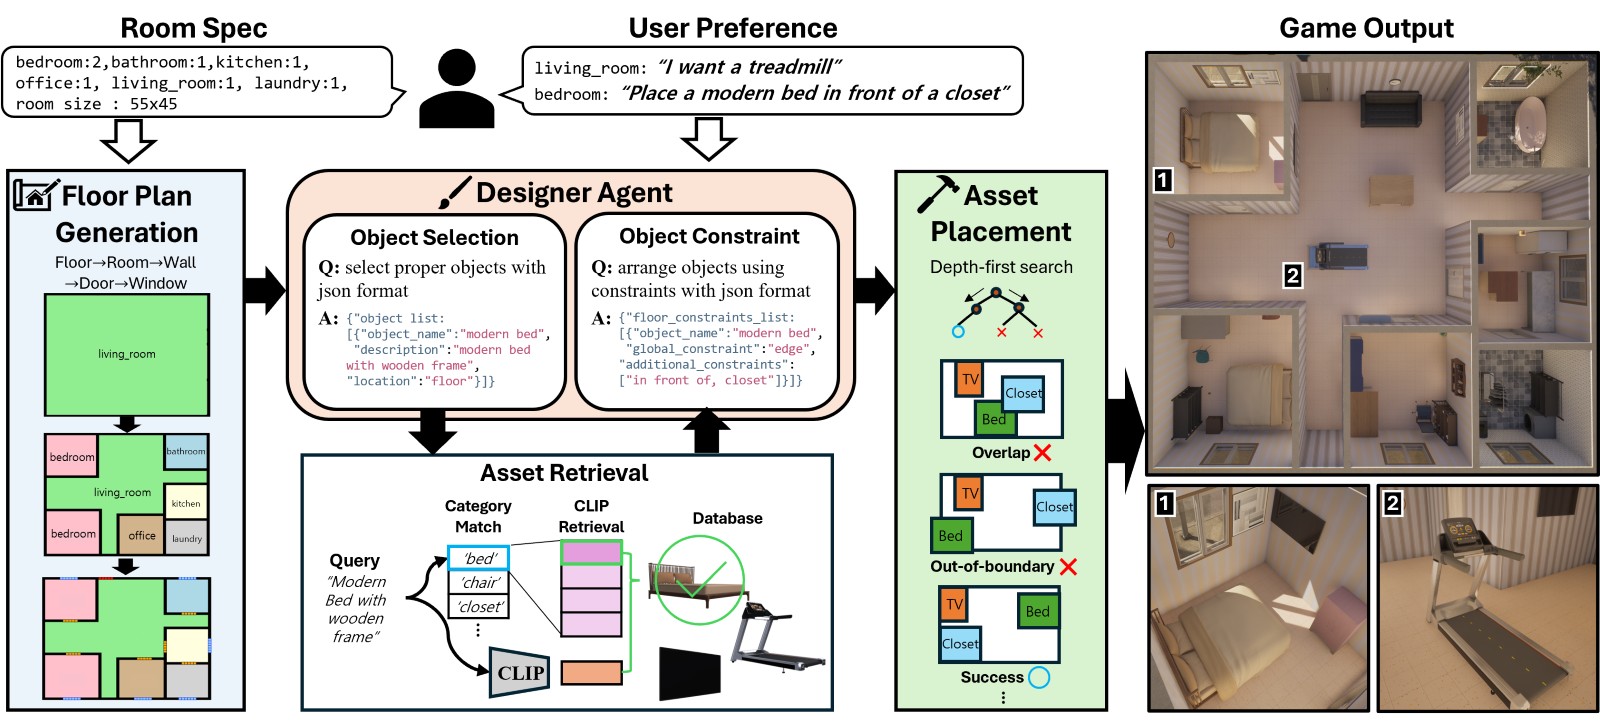 Room Spec
bedroom:2,bathroom:1,kitchen:1,
office:1, living_room:1, laundry:1,
room size : 55x45
User Preference
living_room: “I want a treadmill”
bedroom: “Place a modern bed in front of a closet”
Game Output
Floor Plan
Generation
Floor→Room→Wall
→Door→Window
living_room
bedroom
bathroom
living_room
kitchen
bedroom
office
laundry
Designer Agent
Object Selection
Q: select proper objects with
json format
A: {"object list:
[{"object_name":"modern bed",
"description":"modern bed
with wooden frame",
"location":"floor"}]}
Object Constraint
Q: arrange objects using
constraints with json format
A: {"floor_constraints_list:
[{"object_name":"modern bed",
"global_constraint":"edge",
"additional_constraints":
["in front of, closet"]}]}
Asset Retrieval
Category
Match
CLIP
Retrieval
Database
Query
"Modern
Bed with
wooden
frame”
‘bed’
‘chair’
‘closet’
CLIP
Asset
Placement
Depth-first search
TV
Closet
Bed
Overlap
TV
Closet
Bed
Out-of-boundary
TV
Bed
Closet
Success
1
2
1
2